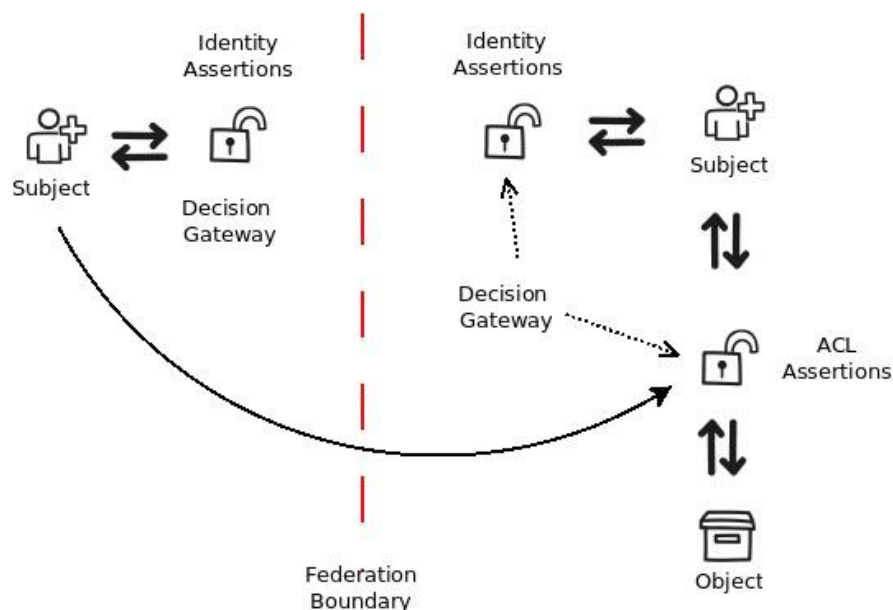 Identity
Assertions
Identity
Assertions
Subject
Subject
Decision
Gateway
Decision
Gateway
ACL
Assertions
Federation
Boundary
Object